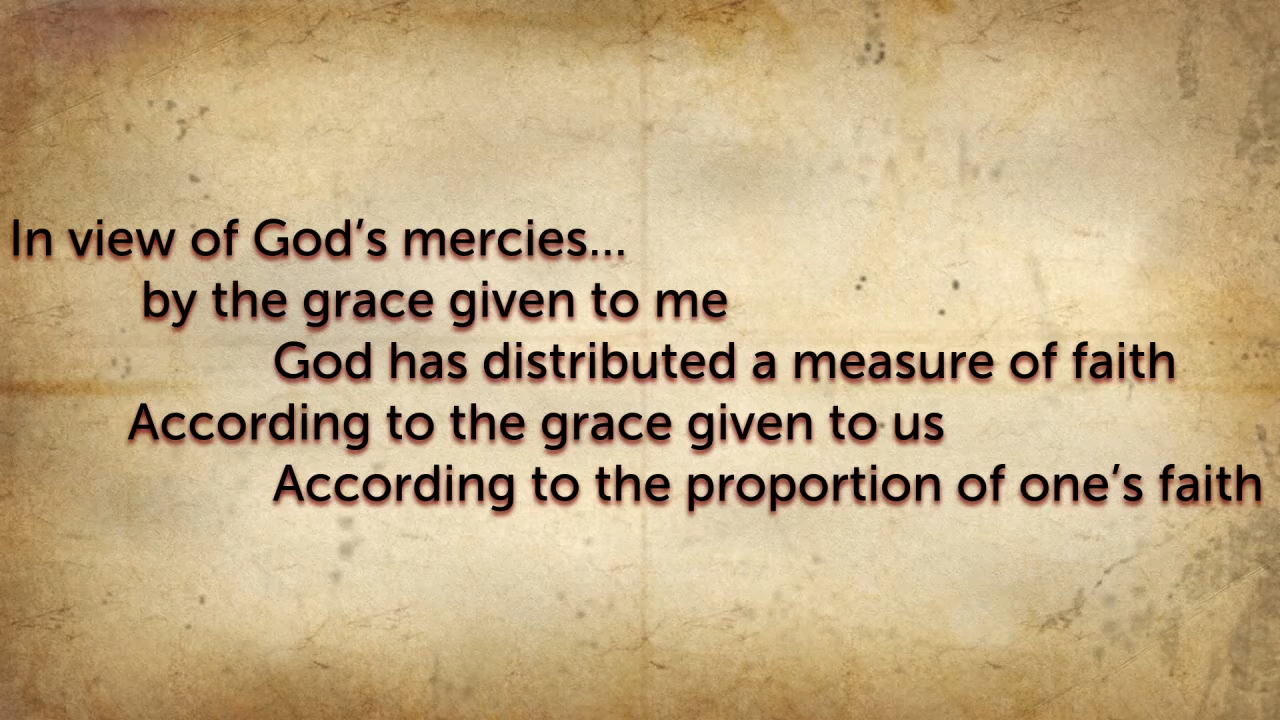 In view of God’s mercies…
by the grace given to me
God has distributed a measure of faith
According to the grace given to us
According to the proportion of one’s faith